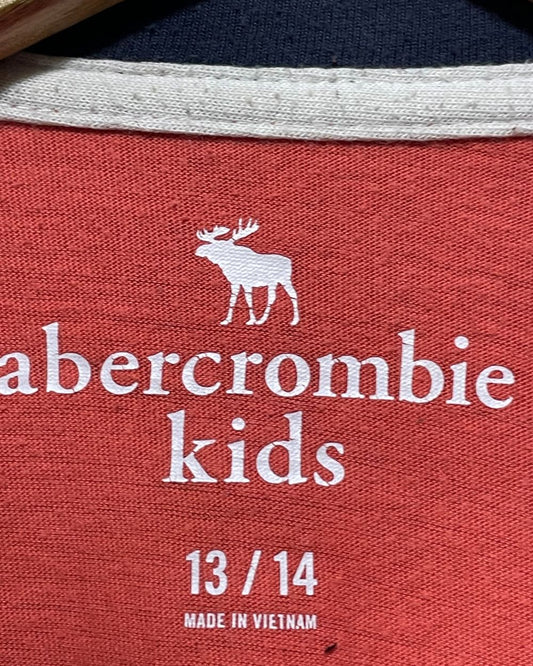 abercrombie
kids
13 / 14
MADE IN VIETNAM